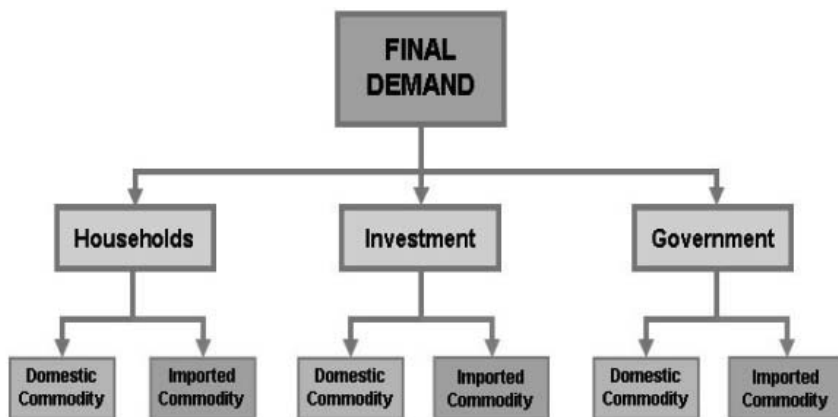 FINAL
DEMAND
Households
Investment
Government
Domestic
Commodity
Imported
Commodity
Domestic
Commodity
Imported
Commodity
Domestic
Commodity
Imported
Commodity